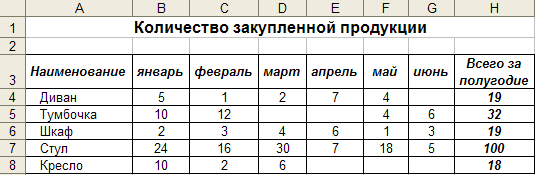 A B C D E F G H
1 Количество закупленной продукции
2
3 Наименование январь февраль март апрель май июнь Всего за полугодие
4 Диван 5 1 2 7 4 19
5 Тумбочка 10 12 4 6 32
6 Шкаф 2 3 4 6 1 3 19
7 Стул 24 16 30 7 18 5 100
8 Кресло 10 2 6 18